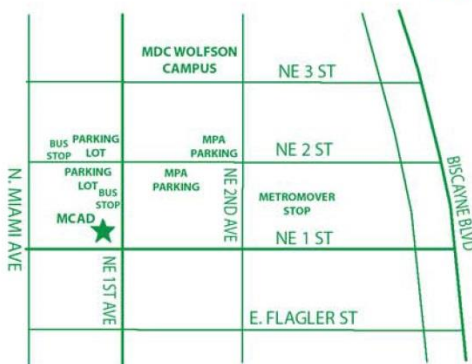 MDC WOLFSON
CAMPUS
NE 3 ST
BUS
STOP
PARKING
LOT
MPA
PARKING
NE 2 ST
PARKING
LOT
BUS
STOP
MPA
PARKING
METROMOVER
STOP
MCAD
NE 1 ST
N. MIAMI AVE
NE 1ST AVE
NE 2ND AVE
BISCAYNE BLVD
E. FLAGLER ST